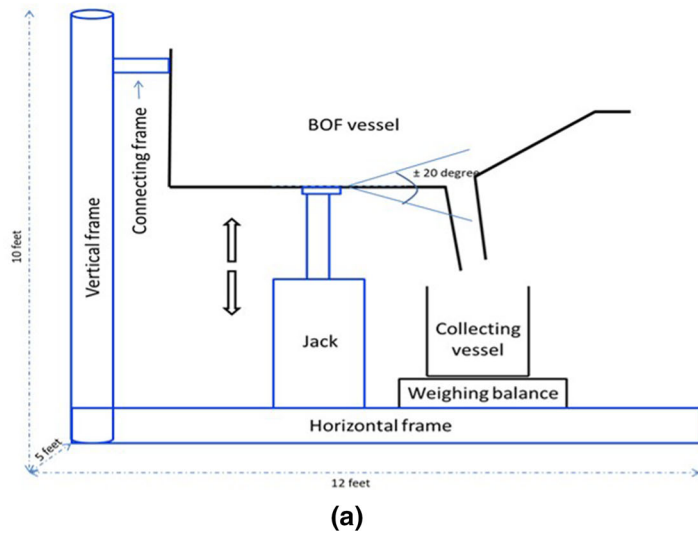 BOF vessel
± 20 degree
Connecting frame
Vertical frame
10 feet
Jack
Collecting
vessel
Weighing balance
Horizontal frame
5 feet
12 feet
(a)